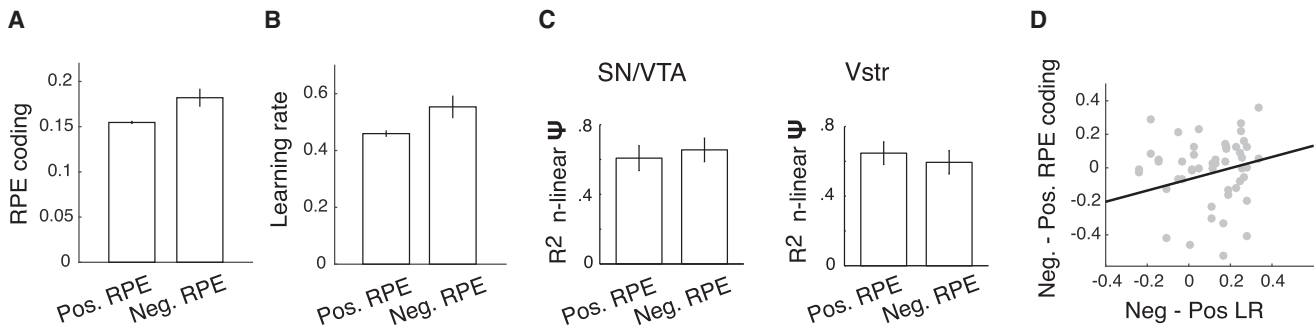 A
RPE coding
0.2
0.15
0.1
0.05
0
Pos. RPE
Neg. RPE
B
Learning rate
0.6
0.4
0.2
0
Pos. RPE
Neg. RPE
C
SN/VTA
R² n-linear Ψ
.8
.4
0
Pos. RPE
Neg. RPE
Vstr
R² n-linear Ψ
.8
.4
0
Pos. RPE
Neg. RPE
D
Neg. - Pos. RPE coding
0.4
0.2
0
-0.2
-0.4
-0.4 -0.2 0 0.2 0.4
Neg - Pos LR